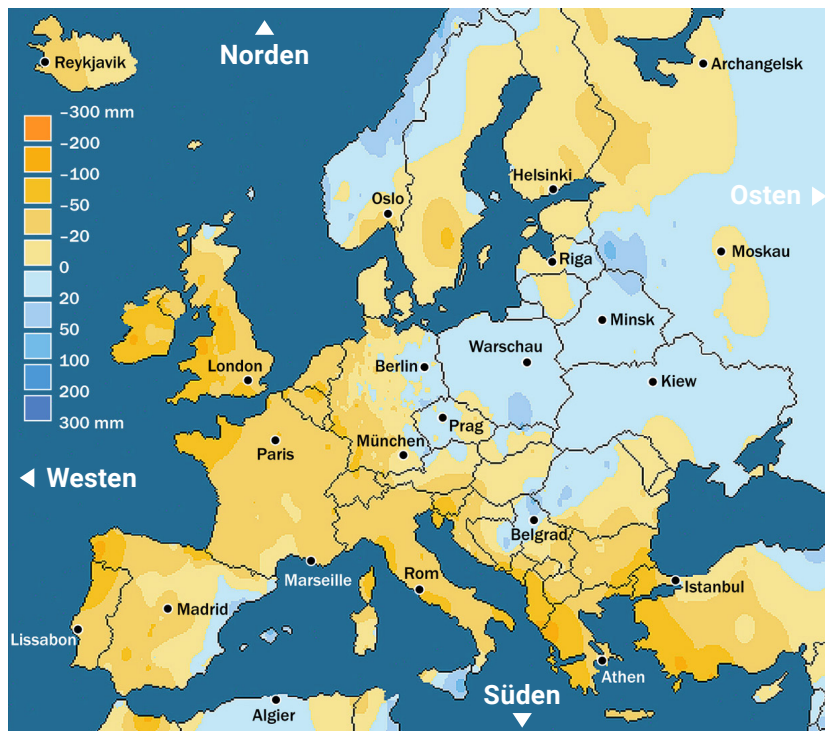 Norden
Reykjavik
Archangelsk
–300 mm
–200
–100
–50
–20
0
20
50
100
200
300 mm
Helsinki
Oslo
Osten
Moskau
Riga
Minsk
Warschau
London
Berlin
Kiew
Prag
Paris
München
Westen
Belgrad
Marseille
Rom
Istanbul
Madrid
Lissabon
Athen
Süden
Algier